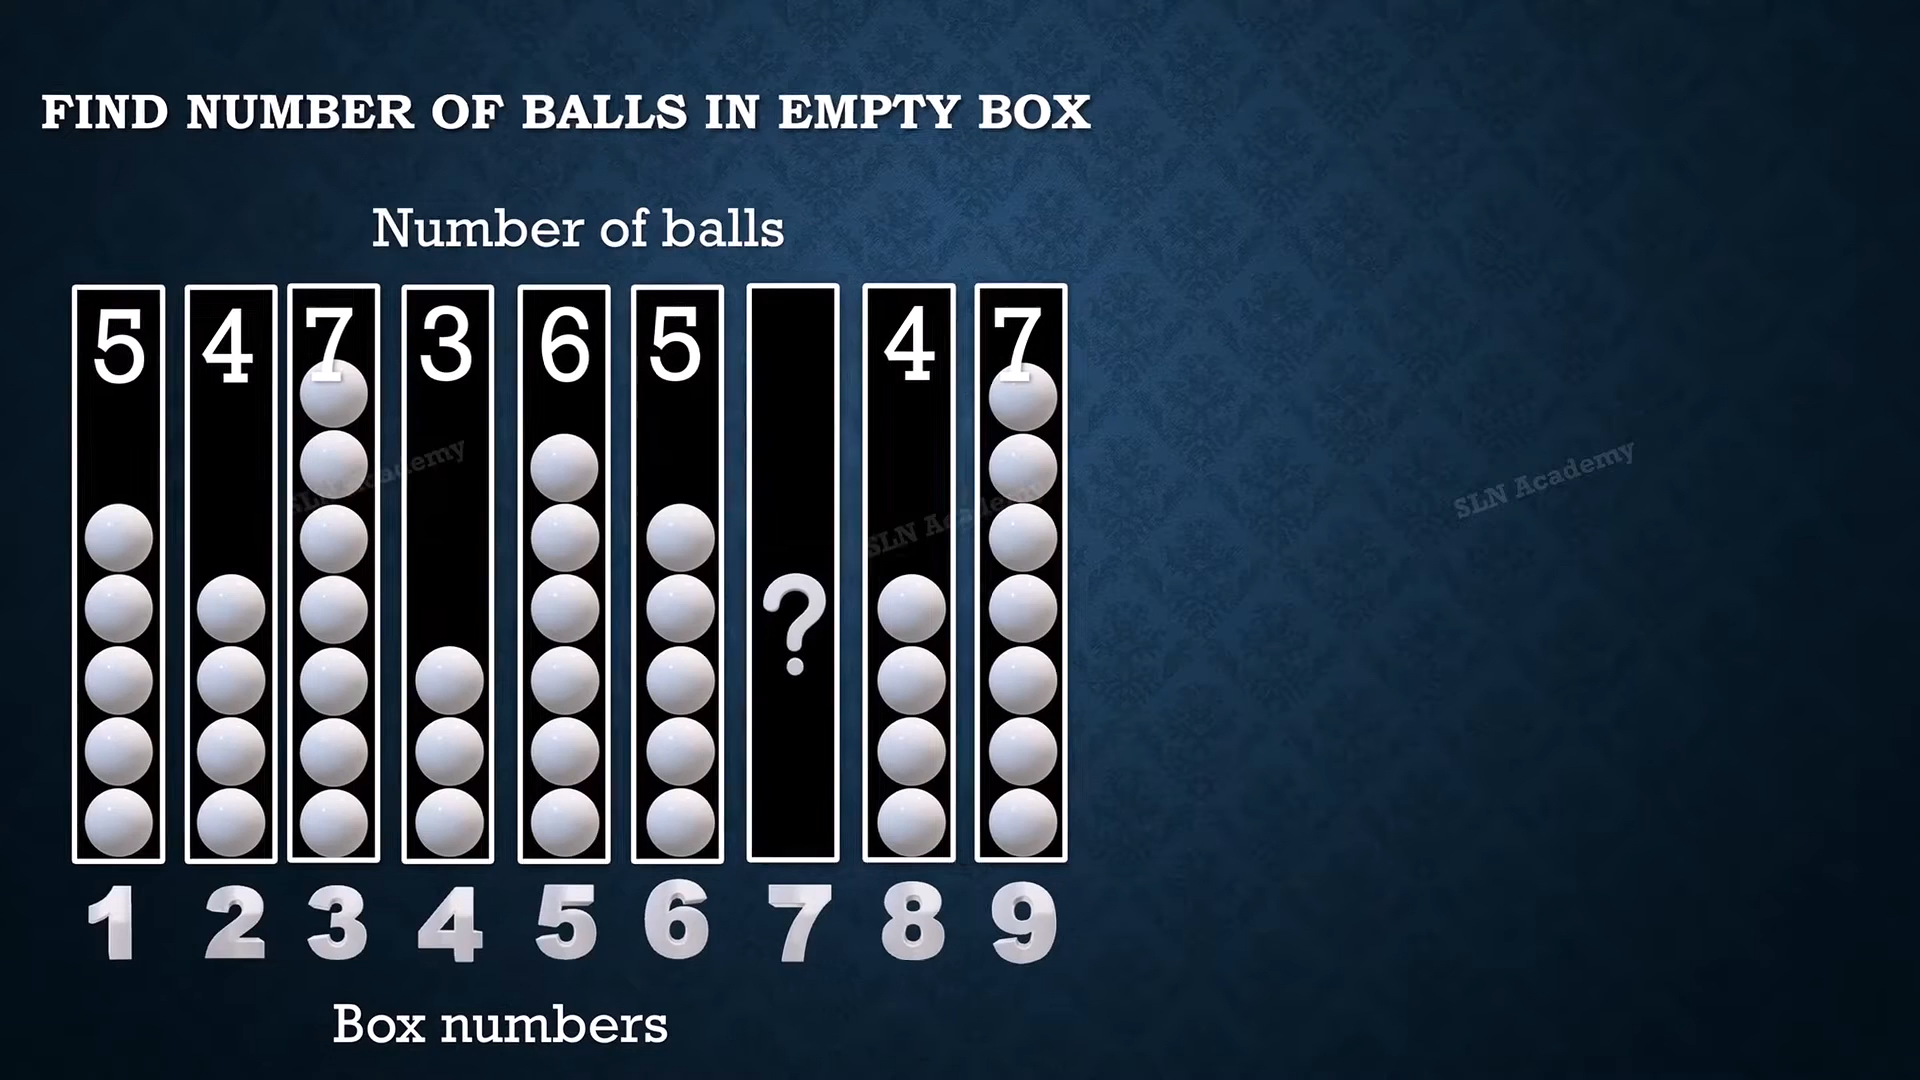 FIND NUMBER OF BALLS IN EMPTY BOX
Number of balls
5 4 7 3 6 5 ? 4 7
SLN Academy SLN Academy SLN Academy
1 2 3 4 5 6 7 8 9
Box numbers